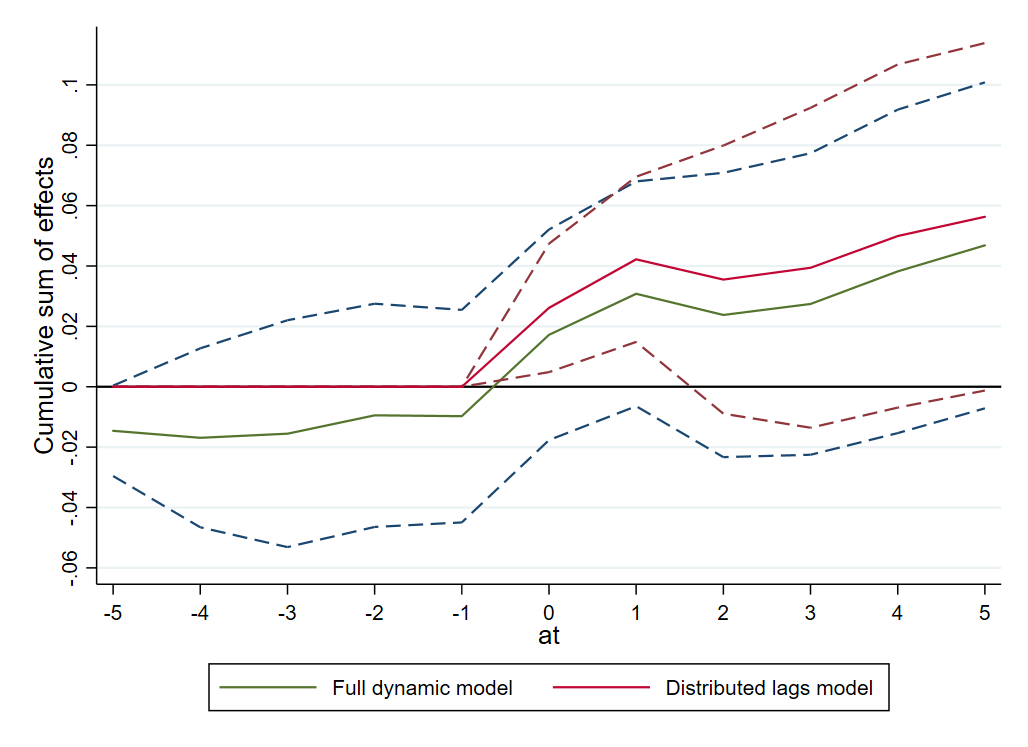 Cumulative sum of effects
.1
.08
.06
.04
.02
0
-.02
-.04
-.06
-5 -4 -3 -2 -1 0 1 2 3 4 5
at
Full dynamic model Distributed lags model